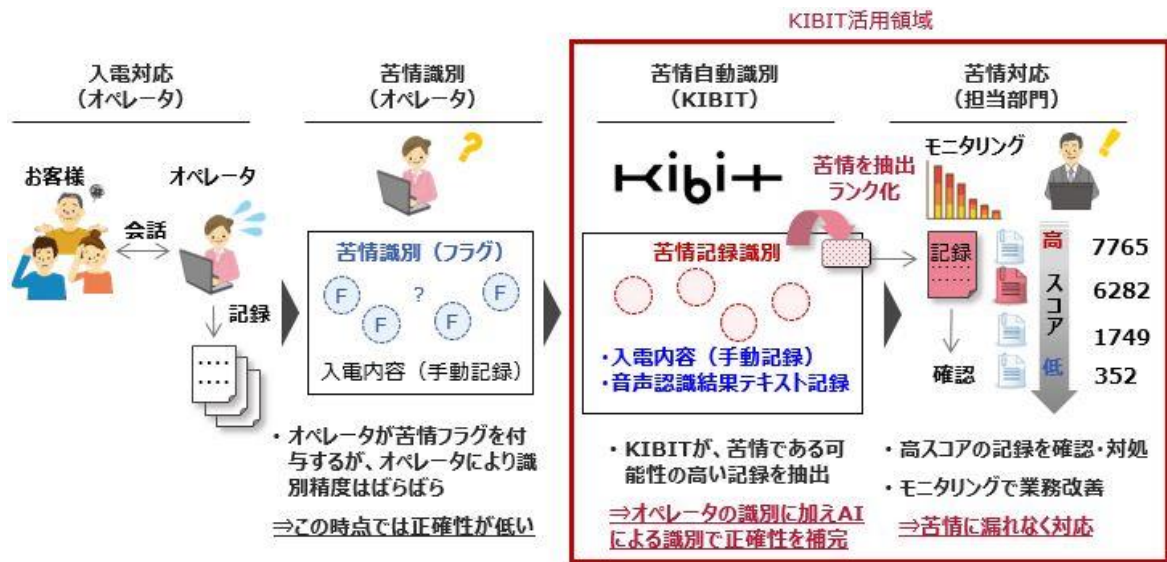 KIBIT活用領域
入電対応
（オペレータ）
お客様
オペレータ
会話
記録
苦情識別
（オペレータ）
?
苦情識別（フラグ）
F
F
?
F
F
入電内容（手動記録）
・オペレータが苦情フラグを付
与するが、オペレータにより識
別精度はばらばら
⇒この時点では正確性が低い
苦情自動識別
（KIBIT）
kibit
苦情を抽出
ランク化
苦情記録識別
・入電内容（手動記録）
・音声認識結果テキスト記録
・KIBITが、苦情である可
能性の高い記録を抽出
⇒オペレータの識別に加えAI
による識別で正確性を補完
苦情対応
（担当部門）
モニタリング
!
記録
確認
高
スコア
低
7765
6282
1749
352
・高スコアの記録を確認・対処
・モニタリングで業務改善
⇒苦情に漏れなく対応